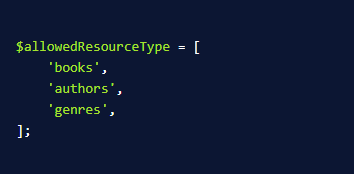 $allowedResourceType = [
    'books',
    'authors',
    'genres',
];